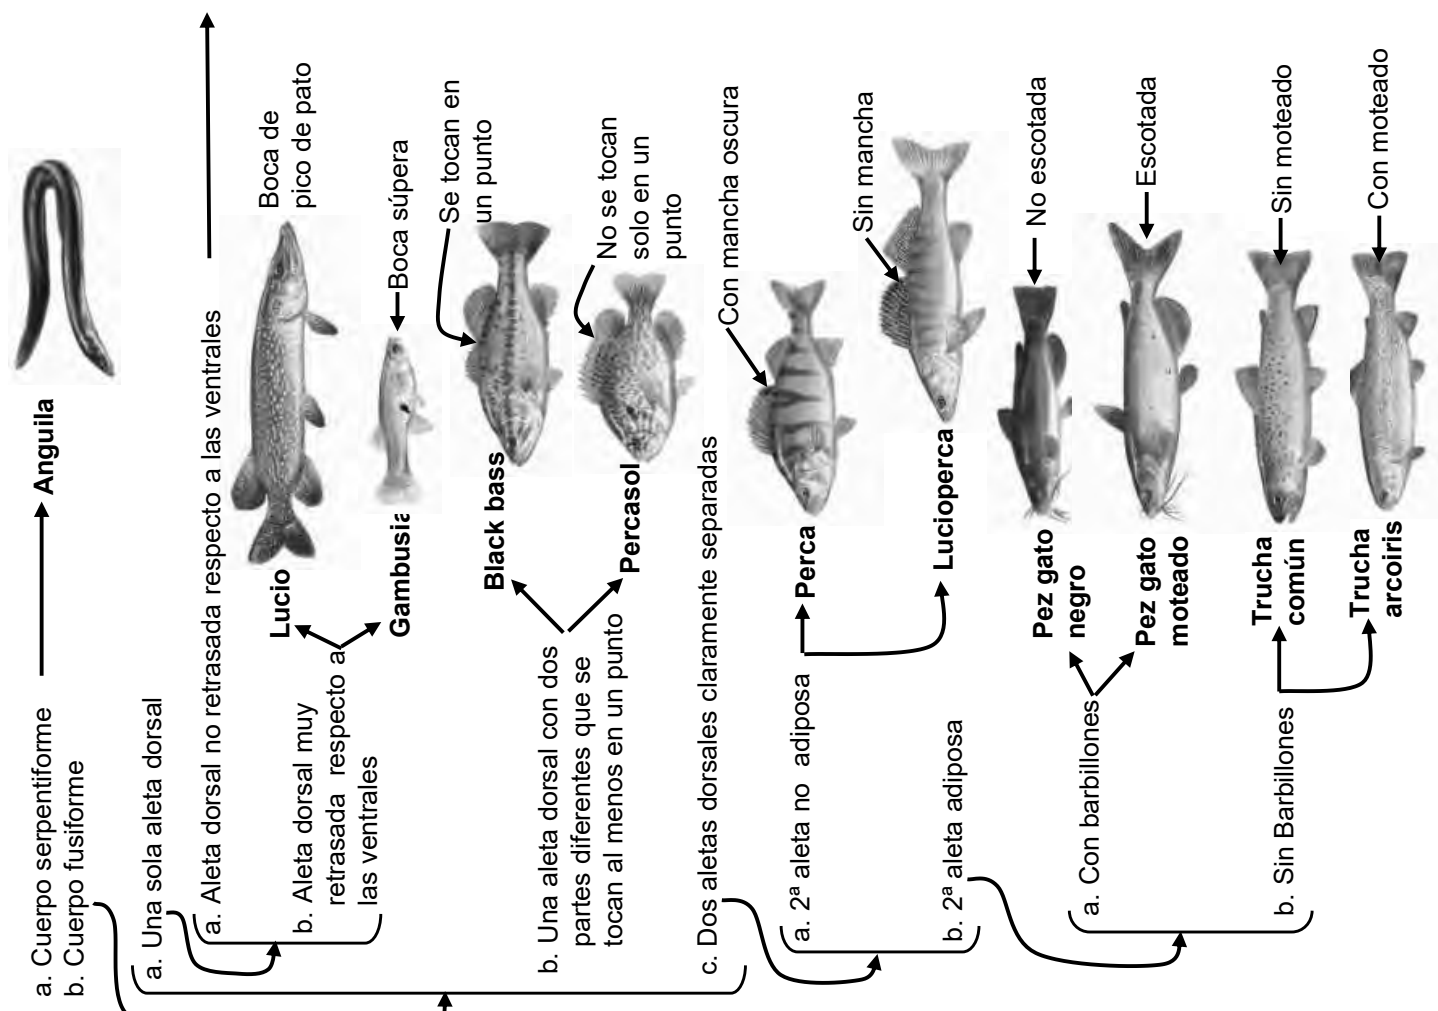 a. Cuerpo serpentiforme
b. Cuerpo fusiforme
Anguila
a. Una sola aleta dorsal
a. Aleta dorsal no retrasada respecto a las ventrales
b. Aleta dorsal muy
retrasada respecto a
las ventrales
Lucio
Boca de
pico de pato
Gambusia
Boca súpera
b. Una aleta dorsal con dos
partes diferentes que se
tocan al menos en un punto
Black bass
Se tocan en
un punto
Percasol
No se tocan
solo en un
punto
c. Dos aletas dorsales claramente separadas
a. 2ª aleta no adiposa
Perca
Con mancha oscura
Lucioperca
Sin mancha
b. 2ª aleta adiposa
a. Con barbillones
Pez gato
negro
No escotada
Pez gato
moteado
Escotada
b. Sin Barbillones
Trucha
común
Sin moteado
Trucha
arcoiris
Con moteado